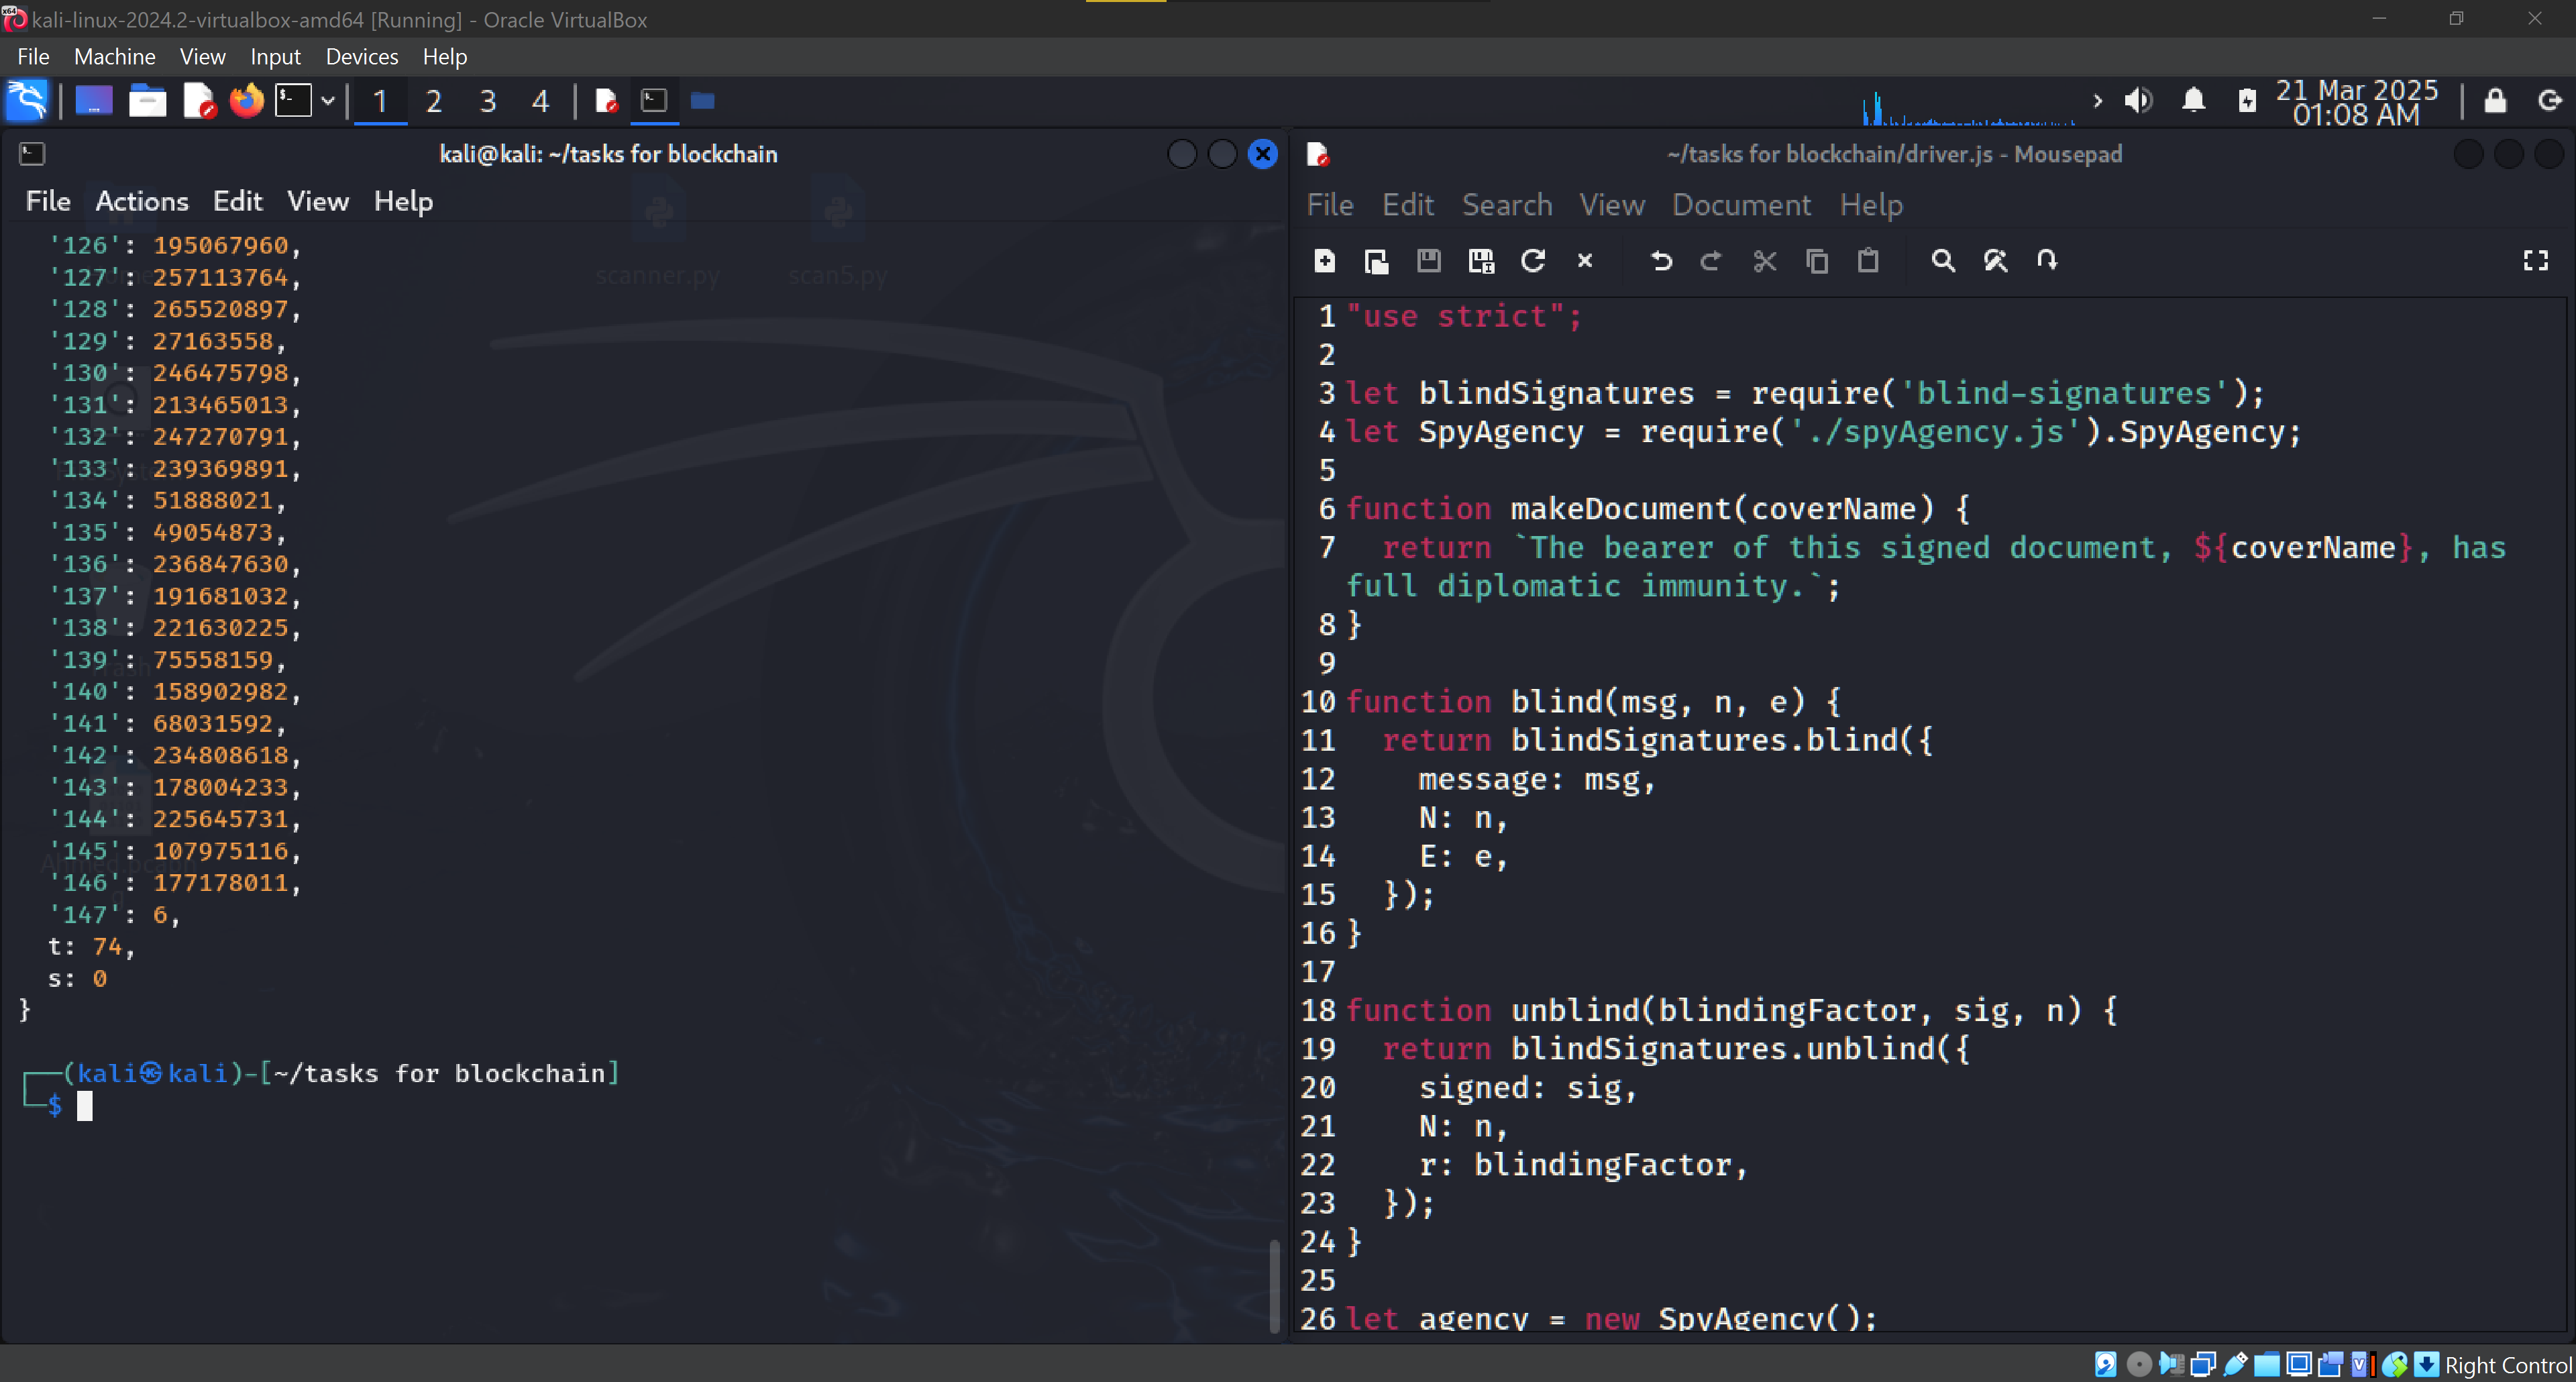 kali-linux-2024.2-virtualbox-amd64 [Running] - Oracle VirtualBox
File Machine View Input Devices Help
1 2 3 4
21 Mar 2025
01:08 AM
kali@kali: ~/tasks for blockchain
File Actions Edit View Help
scanner.py scan5.py
'126': 195067960,
'127': 257113764,
'128': 265520897,
'129': 27163558,
'130': 246475798,
'131': 213465013,
'132': 247270791,
'133': 239369891,
'134': 51888021,
'135': 49054873,
'136': 236847630,
'137': 191681032,
'138': 221630225,
'139': 75558159,
'140': 158902982,
'141': 68031592,
'142': 234808618,
'143': 178004233,
'144': 225645731,
'145': 107975116,
'146': 177178011,
'147': 6,
t: 74,
s: 0
}
(kali㉿kali)-[~/tasks for blockchain]
$
~/tasks for blockchain/driver.js - Mousepad
File Edit Search View Document Help
1 "use strict";
2
3 let blindSignatures = require('blind-signatures');
4 let SpyAgency = require('./spyAgency.js').SpyAgency;
5
6 function makeDocument(coverName) {
7 return `The bearer of this signed document, ${coverName}, has
full diplomatic immunity.`;
8 }
9
10 function blind(msg, n, e) {
11 return blindSignatures.blind({
12 message: msg,
13 N: n,
14 E: e,
15 });
16 }
17
18 function unblind(blindingFactor, sig, n) {
19 return blindSignatures.unblind({
20 signed: sig,
21 N: n,
22 r: blindingFactor,
23 });
24 }
25
26 let agency = new SpyAgency();
Right Control